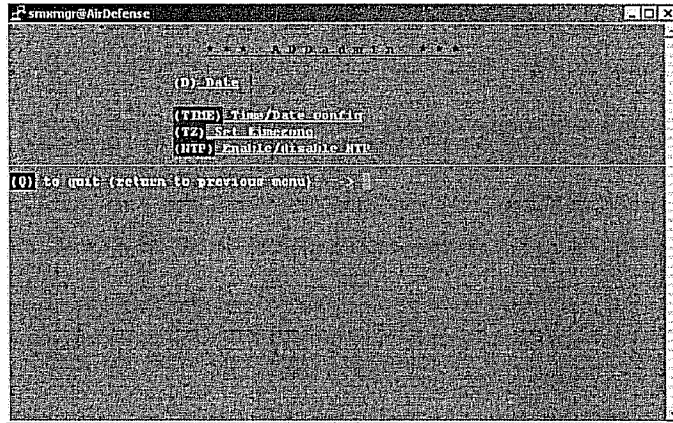 smxmgr@AirDefense
* * * A D D a d m i n * * *
(D) Date
(TIME) Time/Date config
(TZ) Set timezone
(NTP) Enable/disable NTP
(Q) to quit (return to previous menu) -->